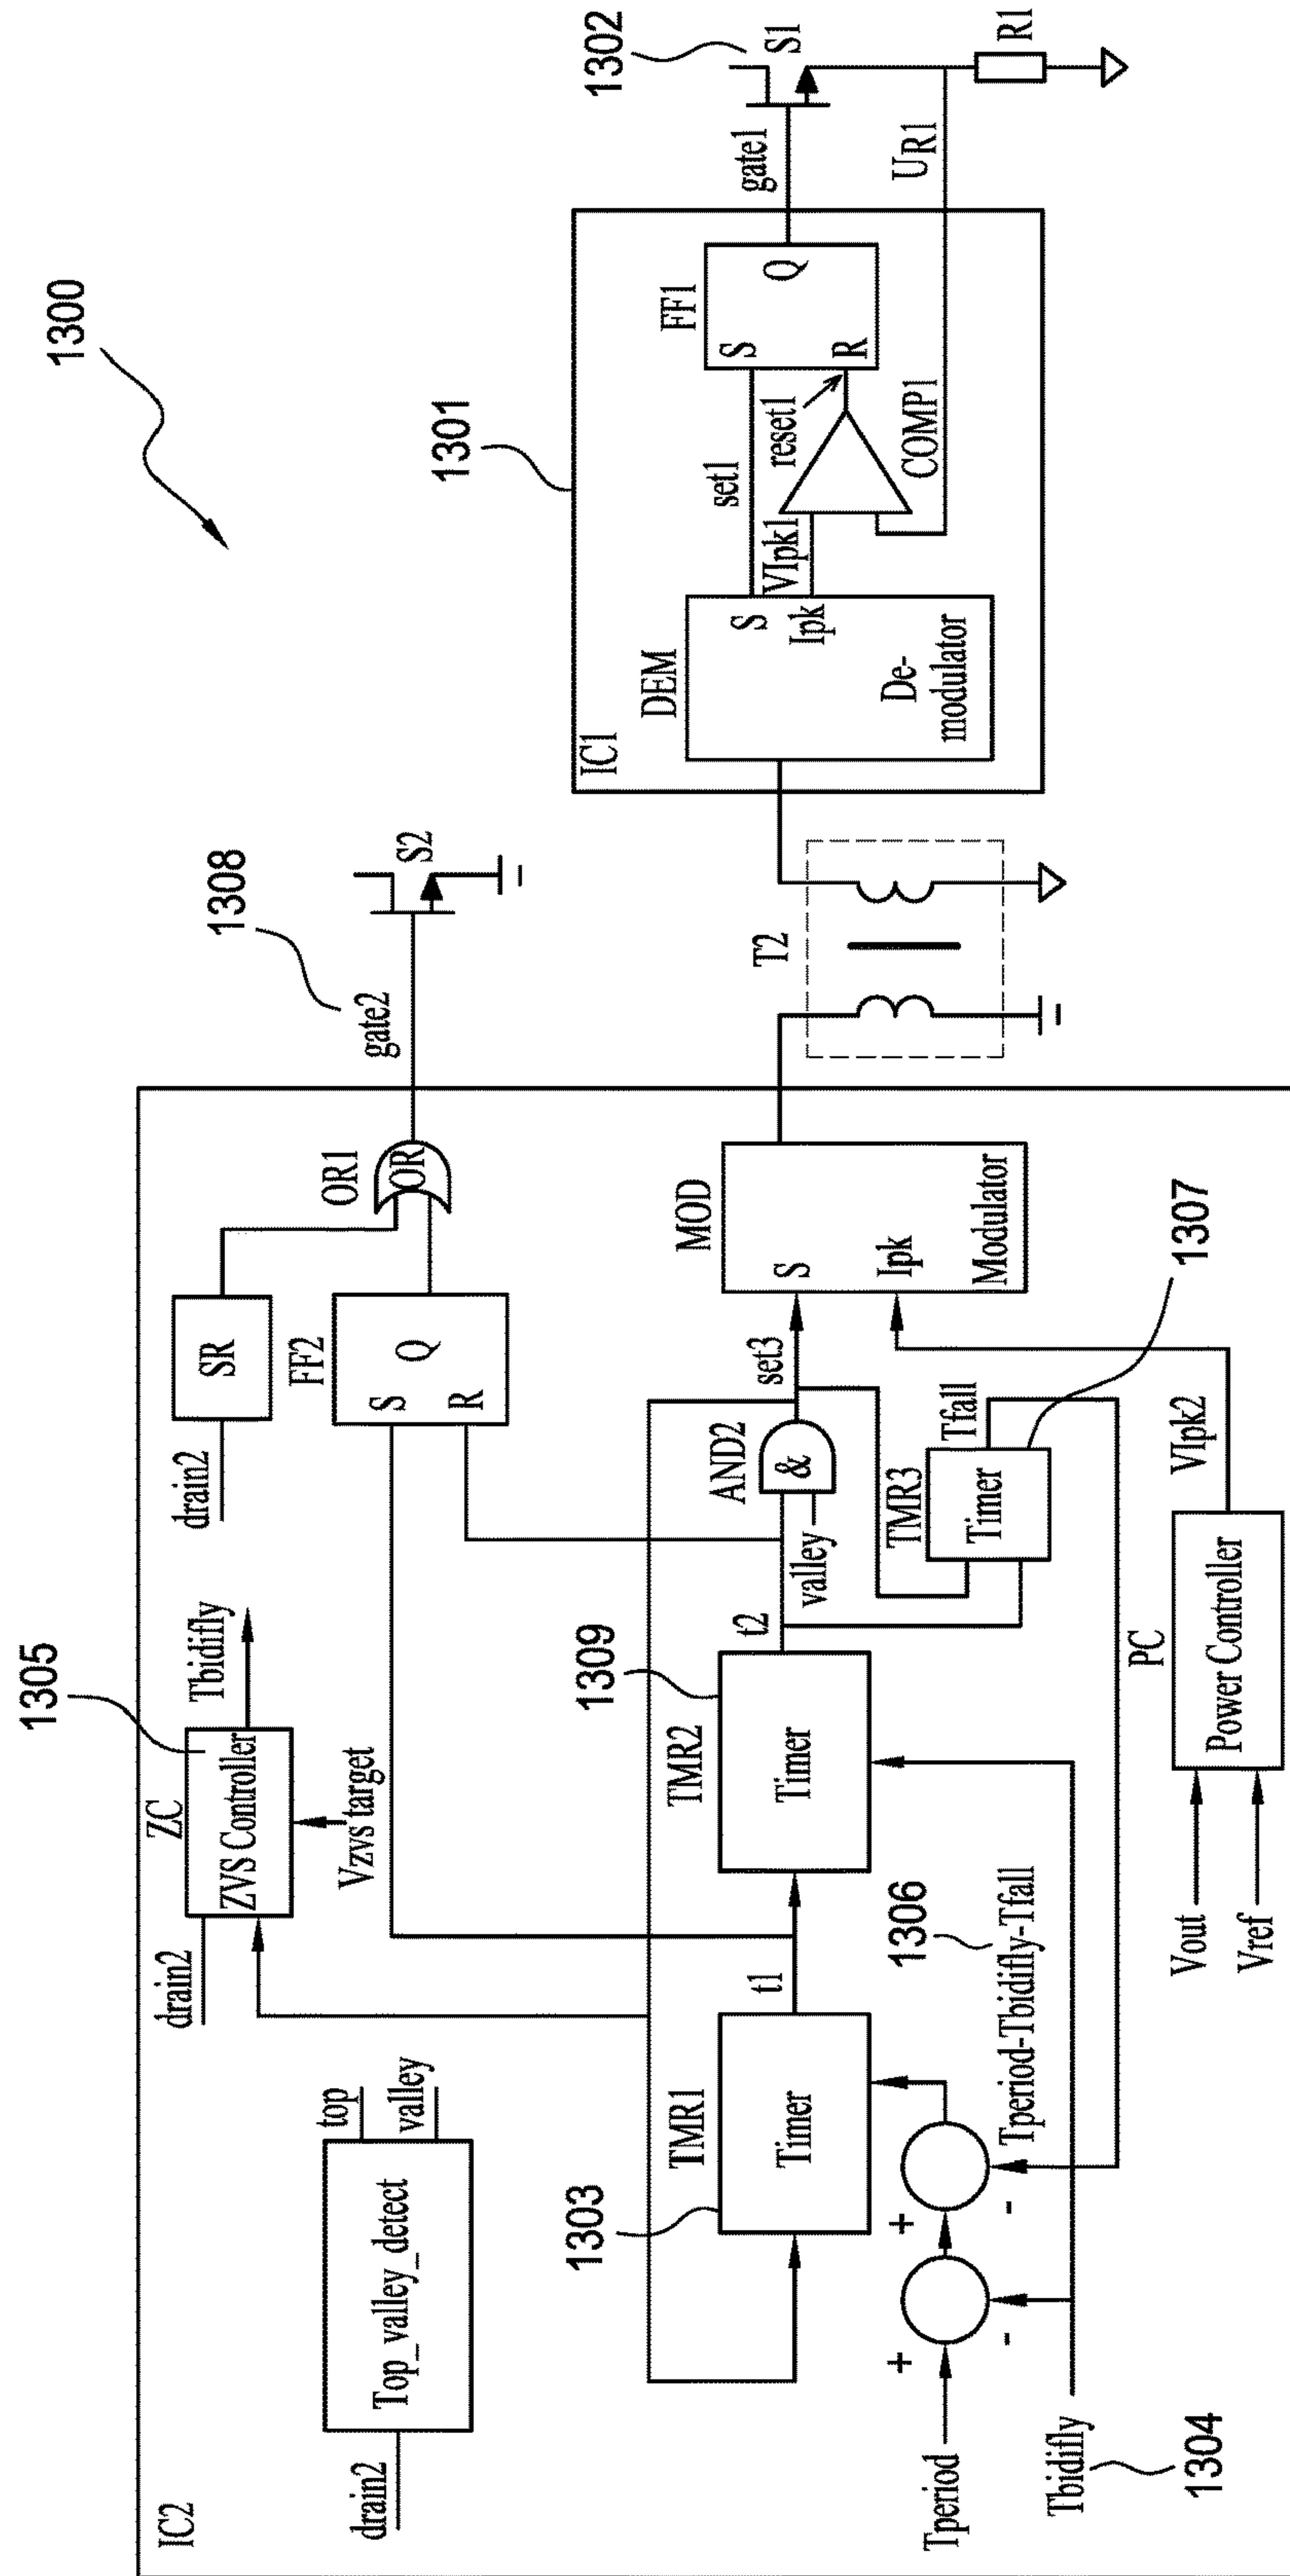 1300
IC2
drain2
Top_valley_detect
top
valley
drain2
ZC
ZVS Controller
1305
Tbidifly
Vzvs target
drain2
SR
FF2
S
Q
R
OR1
OR
gate2
1308
S2
1303
TMR1
Timer
t1
TMR2
Timer
1309
t2
valley
AND2
&
set3
MOD
S
Ipk
Modulator
TMR3
Timer
Tfall
1307
Tperiod
+
-
+
-
1306
Tperiod-Tbidifly-Tfall
Tbidifly
1304
Vout
Vref
PC
Power Controller
VIpk2
T2
IC1
1301
DEM
S
Ipk
De-
modulator
set1
VIpk1
reset1
COMP1
FF1
S
R
Q
gate1
UR1
1302
S1
R1